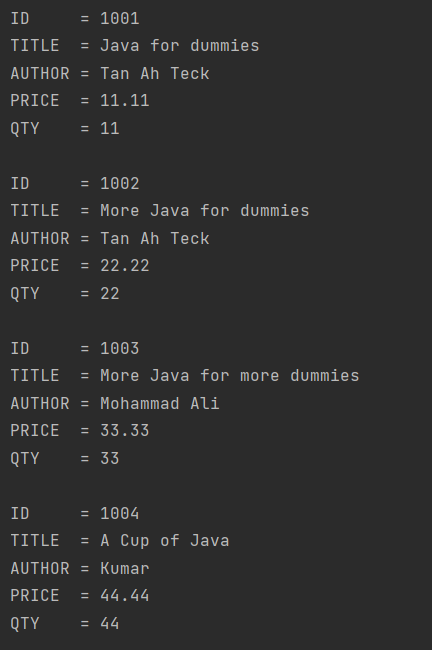 ID     = 1001
TITLE  = Java for dummies
AUTHOR = Tan Ah Teck
PRICE  = 11.11
QTY    = 11

ID     = 1002
TITLE  = More Java for dummies
AUTHOR = Tan Ah Teck
PRICE  = 22.22
QTY    = 22

ID     = 1003
TITLE  = More Java for more dummies
AUTHOR = Mohammad Ali
PRICE  = 33.33
QTY    = 33

ID     = 1004
TITLE  = A Cup of Java
AUTHOR = Kumar
PRICE  = 44.44
QTY    = 44